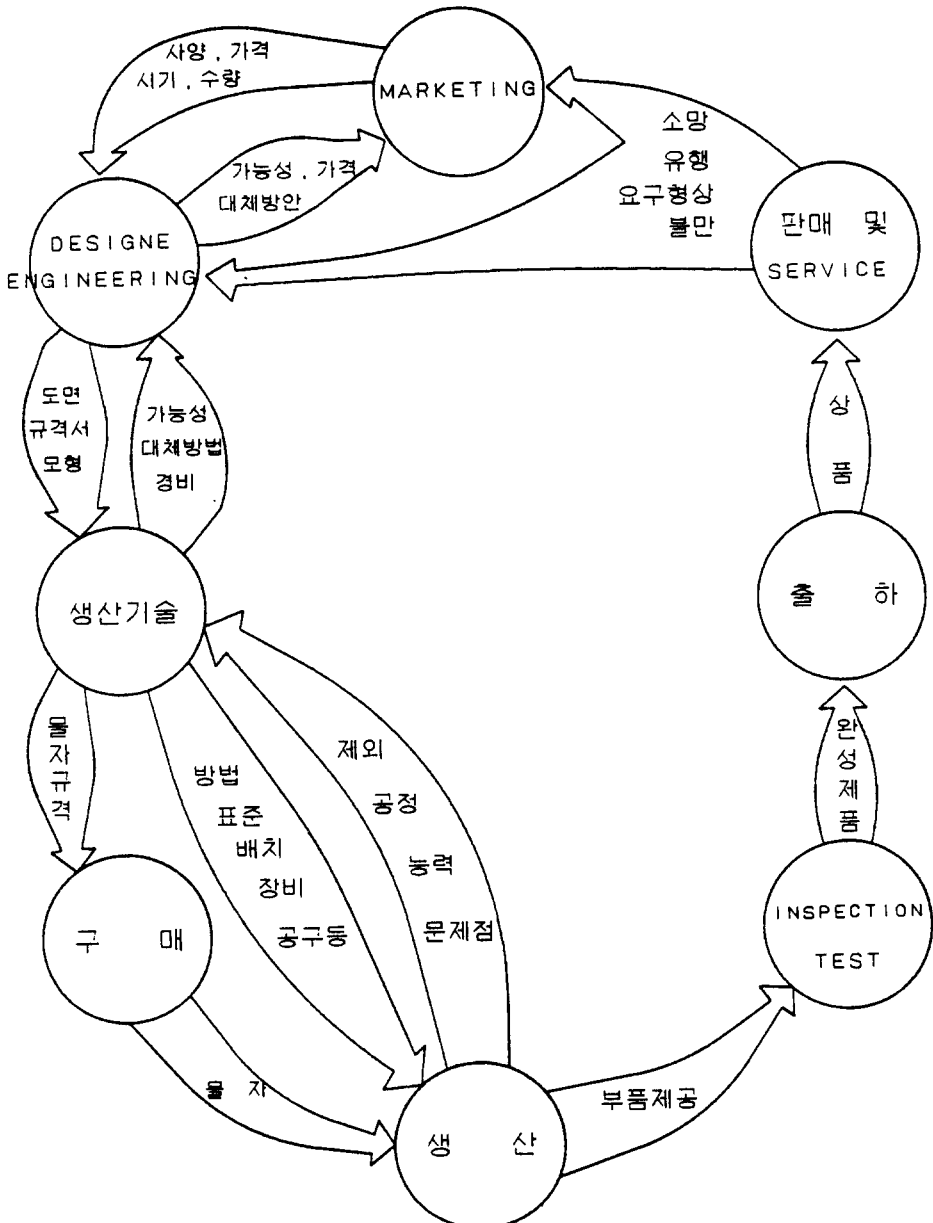 사양 , 가격
시기 , 수량
MARKETING
가능성 , 가격
대체방안
소망
유행
요구형상
불만
판매 및
SERVICE
DESIGNE
ENGINEERING
도면
규격서
모형
가능성
대체방법
경비
상
품
생산기술
출 하
물
자
규
격
방법
표준
배치
장비
공구동
제외
공정
능력
문제점
완
성
제
품
구 매
INSPECTION
TEST
물 자
생 산
부품제공